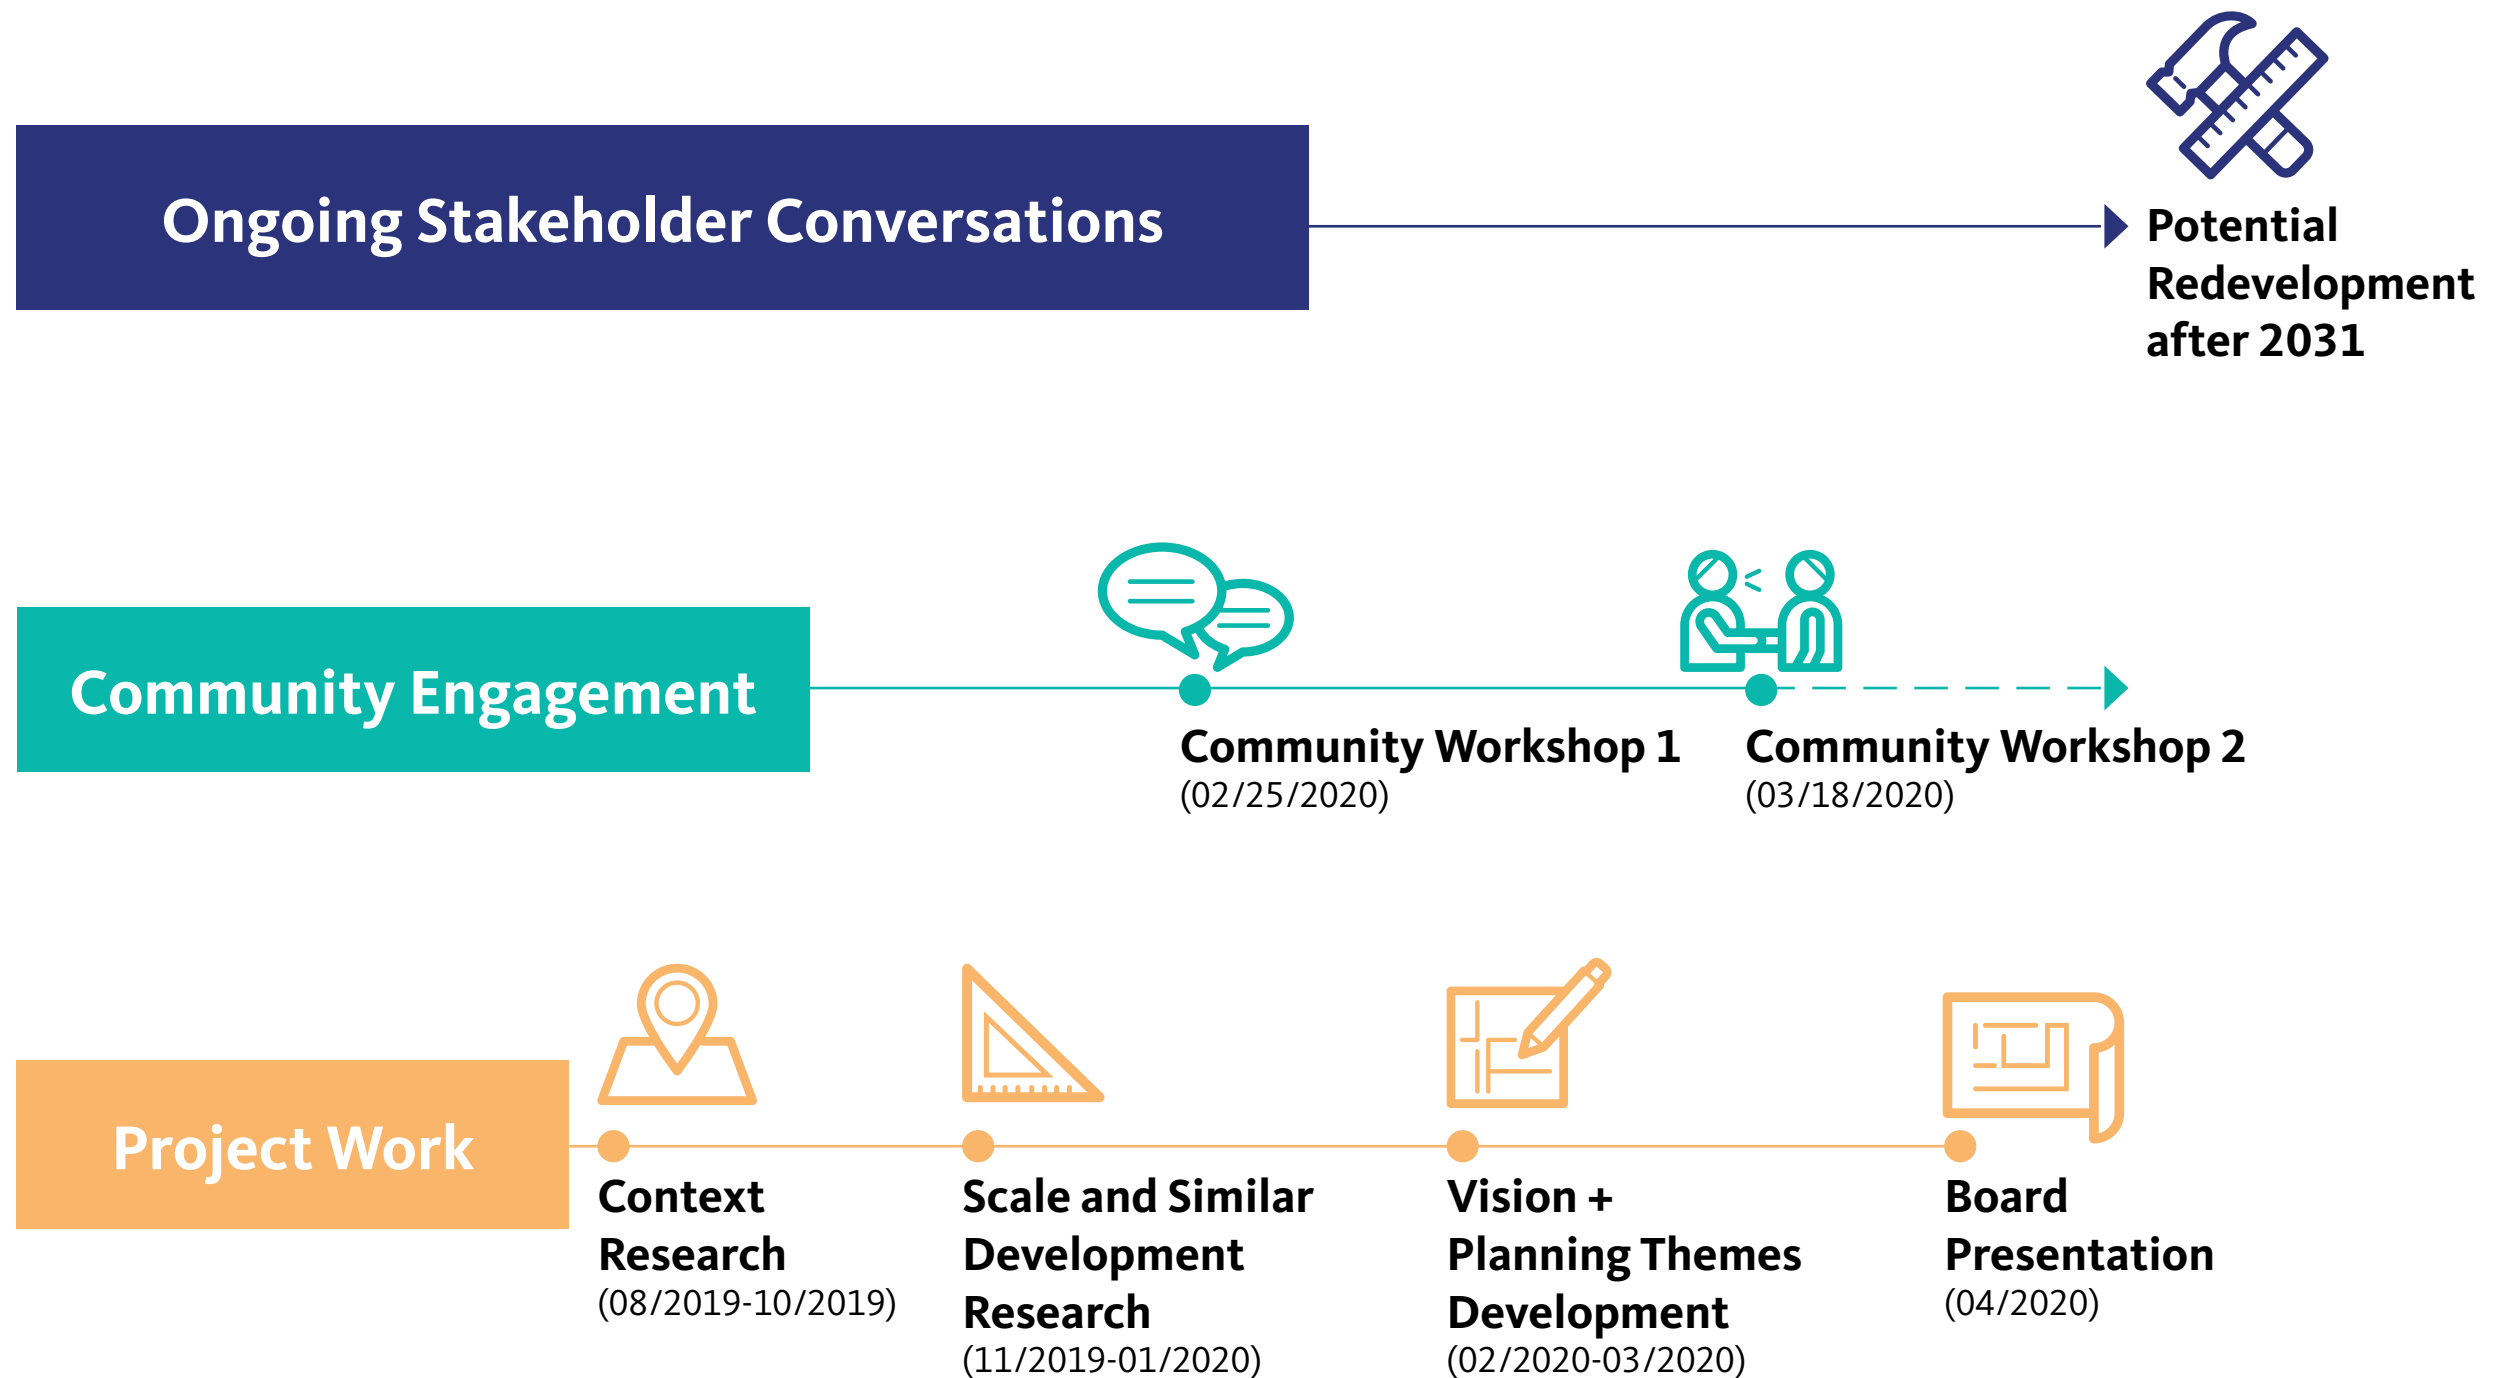 Ongoing Stakeholder Conversations
Potential
Redevelopment
after 2031
Community Engagement
Community Workshop 1
(02/25/2020)
Community Workshop 2
(03/18/2020)
Project Work
Context
Research
(08/2019-10/2019)
Scale and Similar
Development
Research
(11/2019-01/2020)
Vision +
Planning Themes
Development
(02/2020-03/2020)
Board
Presentation
(04/2020)